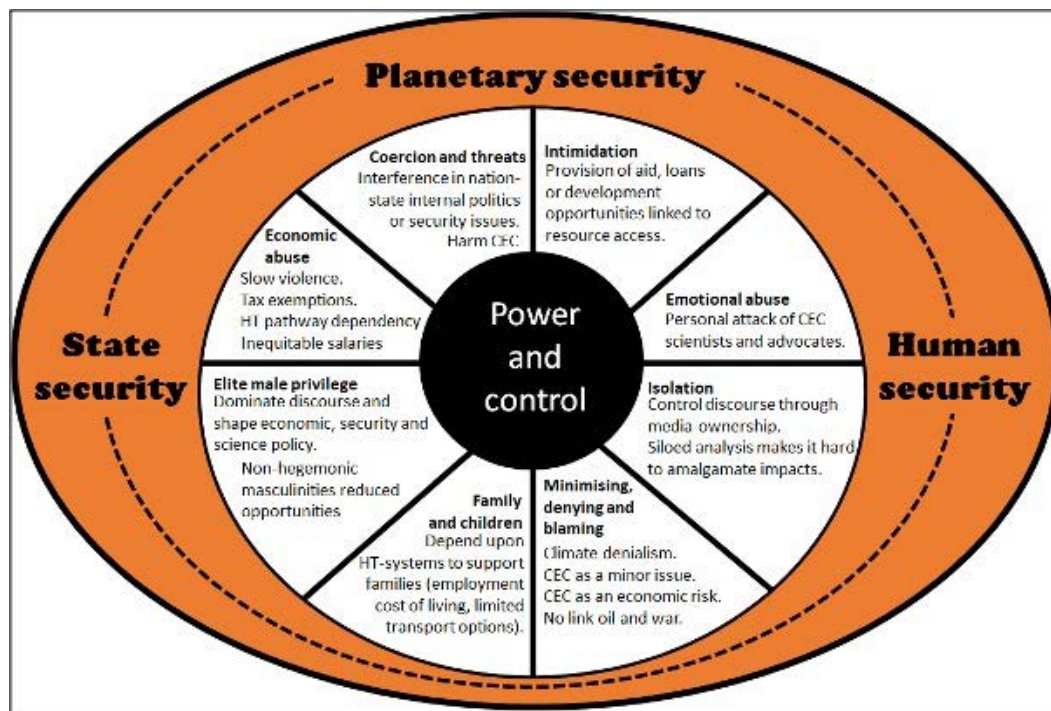 Planetary security
Coercion and threats
Interference in nation-
state internal politics
or security issues.
Harm CEC
Intimidation
Provision of aid, loans
or development
opportunities linked to
resource access.
Economic
abuse
Slow violence.
Tax exemptions.
HT pathway dependency
Inequitable salaries
Emotional abuse
Personal attack of CEC
scientists and advocates.
Power
and
control
State
security
Human
security
Elite male privilege
Dominate discourse and
shape economic, security and
science policy.
Non-hegemonic
masculinities reduced
opportunities
Isolation
Control discourse through
media ownership.
Siloed analysis makes it hard
to amalgamate impacts.
Family
and children
Depend upon
HT-systems to support
families (employment
cost of living, limited
transport options).
Minimising,
denying and
blaming
Climate denialism.
CEC as a minor issue.
CEC as an economic risk.
No link oil and war.